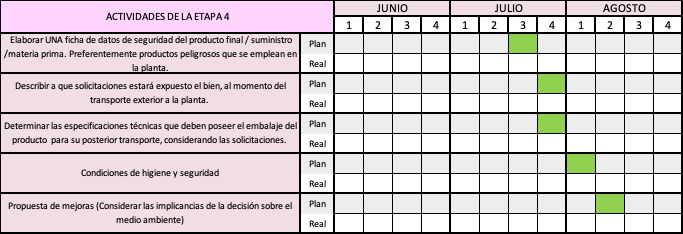 ACTIVIDADES DE LA ETAPA 4
JUNIO JULIO AGOSTO
1 2 3 4 1 2 3 4 1 2 3 4
Elaborar UNA ficha de datos de seguridad del producto final / suministro
/materia prima. Preferentemente productos peligrosos que se emplean en
la planta.
Plan
Real
Describir a que solicitaciones estará expuesto el bien, al momento del
transporte exterior a la planta.
Plan
Real
Determinar las especificaciones técnicas que deben poseer el embalaje del
producto para su posterior transporte, considerando las solicitaciones.
Plan
Real
Condiciones de higiene y seguridad
Plan
Real
Propuesta de mejoras (Considerar las implicancias de la decisión sobre el
medio ambiente)
Plan
Real